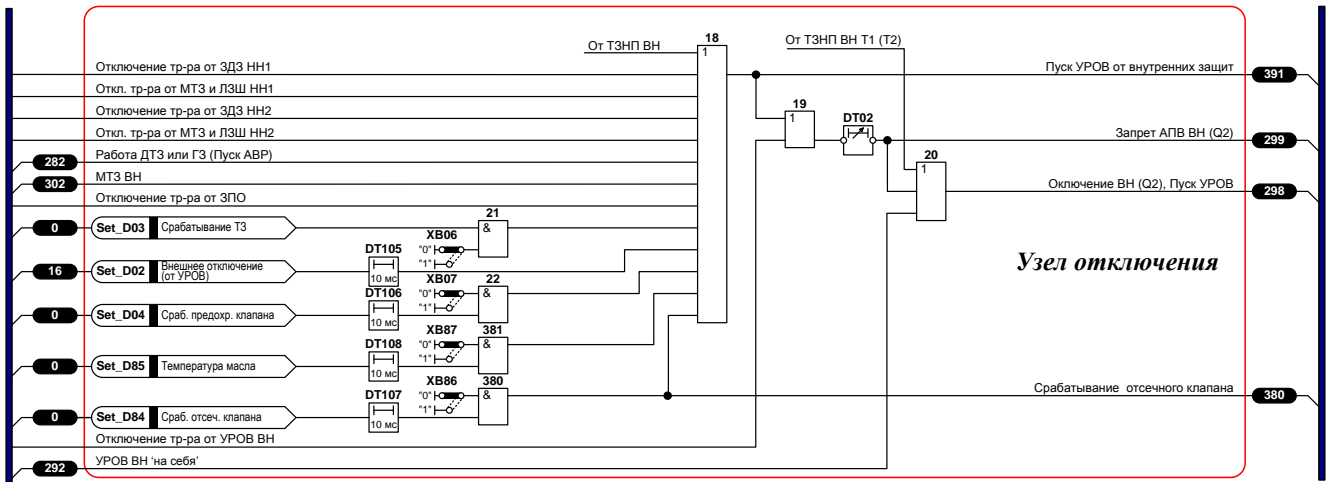 От ТЗНП ВН
18
1
От ТЗНП ВН Т1 (Т2)
Отключение тр-ра от ЗДЗ НН1
Пуск УРОВ от внутренних защит
391
Откл. тр-ра от МТЗ и ЛЗШ НН1
Отключение тр-ра от ЗДЗ НН2
19
1
DT02
Откл. тр-ра от МТЗ и ЛЗШ НН2
Запрет АПВ ВН (Q2)
299
282
Работа ДТЗ или ГЗ (Пуск АВР)
20
1
302
МТЗ ВН
Оключение ВН (Q2), Пуск УРОВ
298
Отключение тр-ра от ЗПО
0
Set_D03
Срабатывание ТЗ
21
&
XB06
"0"
"1"
16
Set_D02
Внешнее отключение
(от УРОВ)
DT105
10 мс
Узел отключения
XB07
"0"
"1"
22
&
0
Set_D04
Сраб. предохр. клапана
DT106
10 мс
XB87
"0"
"1"
381
&
0
Set_D85
Температура масла
DT108
10 мс
XB86
"0"
"1"
380
&
Срабатывание отсечного клапана
380
0
Set_D84
Сраб. отсеч. клапана
DT107
10 мс
Отключение тр-ра от УРОВ ВН
292
УРОВ ВН ‘на себя’